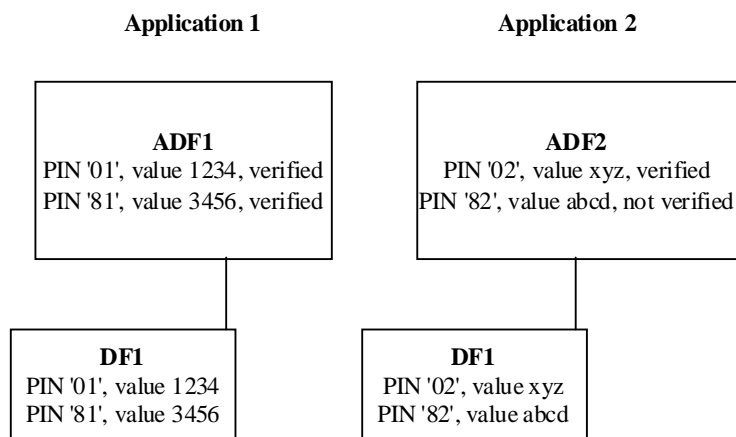 Application 1
Application 2
ADF1
PIN '01', value 1234, verified
PIN '81', value 3456, verified
ADF2
PIN '02', value xyz, verified
PIN '82', value abcd, not verified
DF1
PIN '01', value 1234
PIN '81', value 3456
DF1
PIN '02', value xyz
PIN '82', value abcd